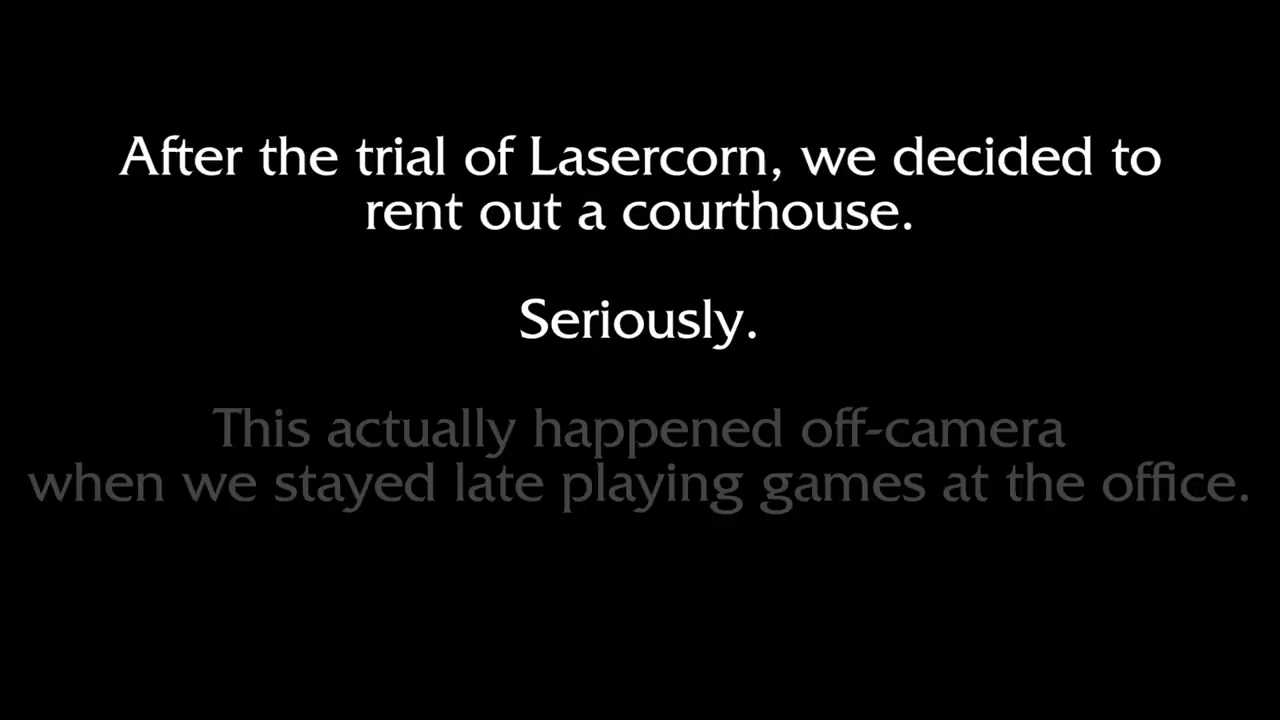 After the trial of Lasercorn, we decided to
rent out a courthouse.
Seriously.
This actually happened off-camera
when we stayed late playing games at the office.